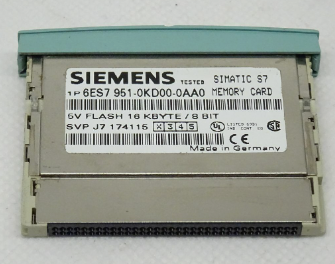 SIEMENS TESTED SIMATIC S7
1P 6ES7 951-0KD00-0AA0 MEMORY CARD
5V FLASH 16 KBYTE / 8 BIT
SVP J7 174115 X 3 4 5
Made in Germany